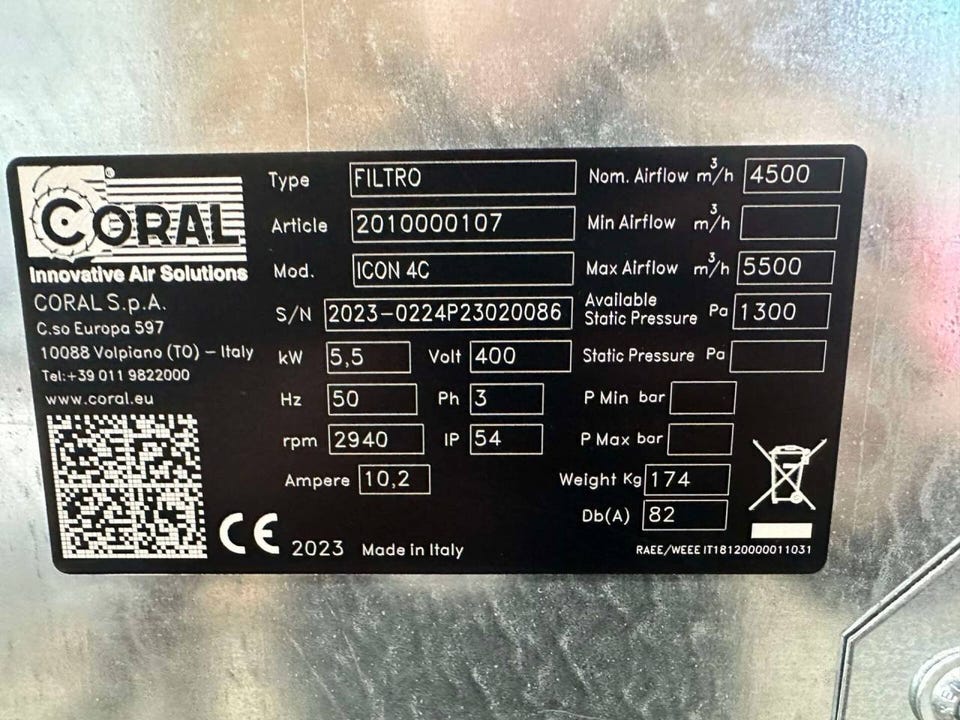 CORAL ®
Innovative Air Solutions
CORAL S.p.A.
C.so Europa 597
10088 Volpiano (TO) – Italy
Tel:+39 011 9822000
www.coral.eu
Type FILTRO
Article 2010000107
Mod. ICON 4C
S/N 2023-0224P23020086
kW 5,5 Volt 400
Hz 50 Ph 3
rpm 2940 IP 54
Ampere 10,2
CE 2023 Made in Italy
Nom. Airflow m³/h 4500
Min Airflow m³/h
Max Airflow m³/h 5500
Available
Static Pressure Pa 1300
Static Pressure Pa
P Min bar
P Max bar
Weight Kg 174
Db(A) 82
RAEE/WEEE IT18120000011031